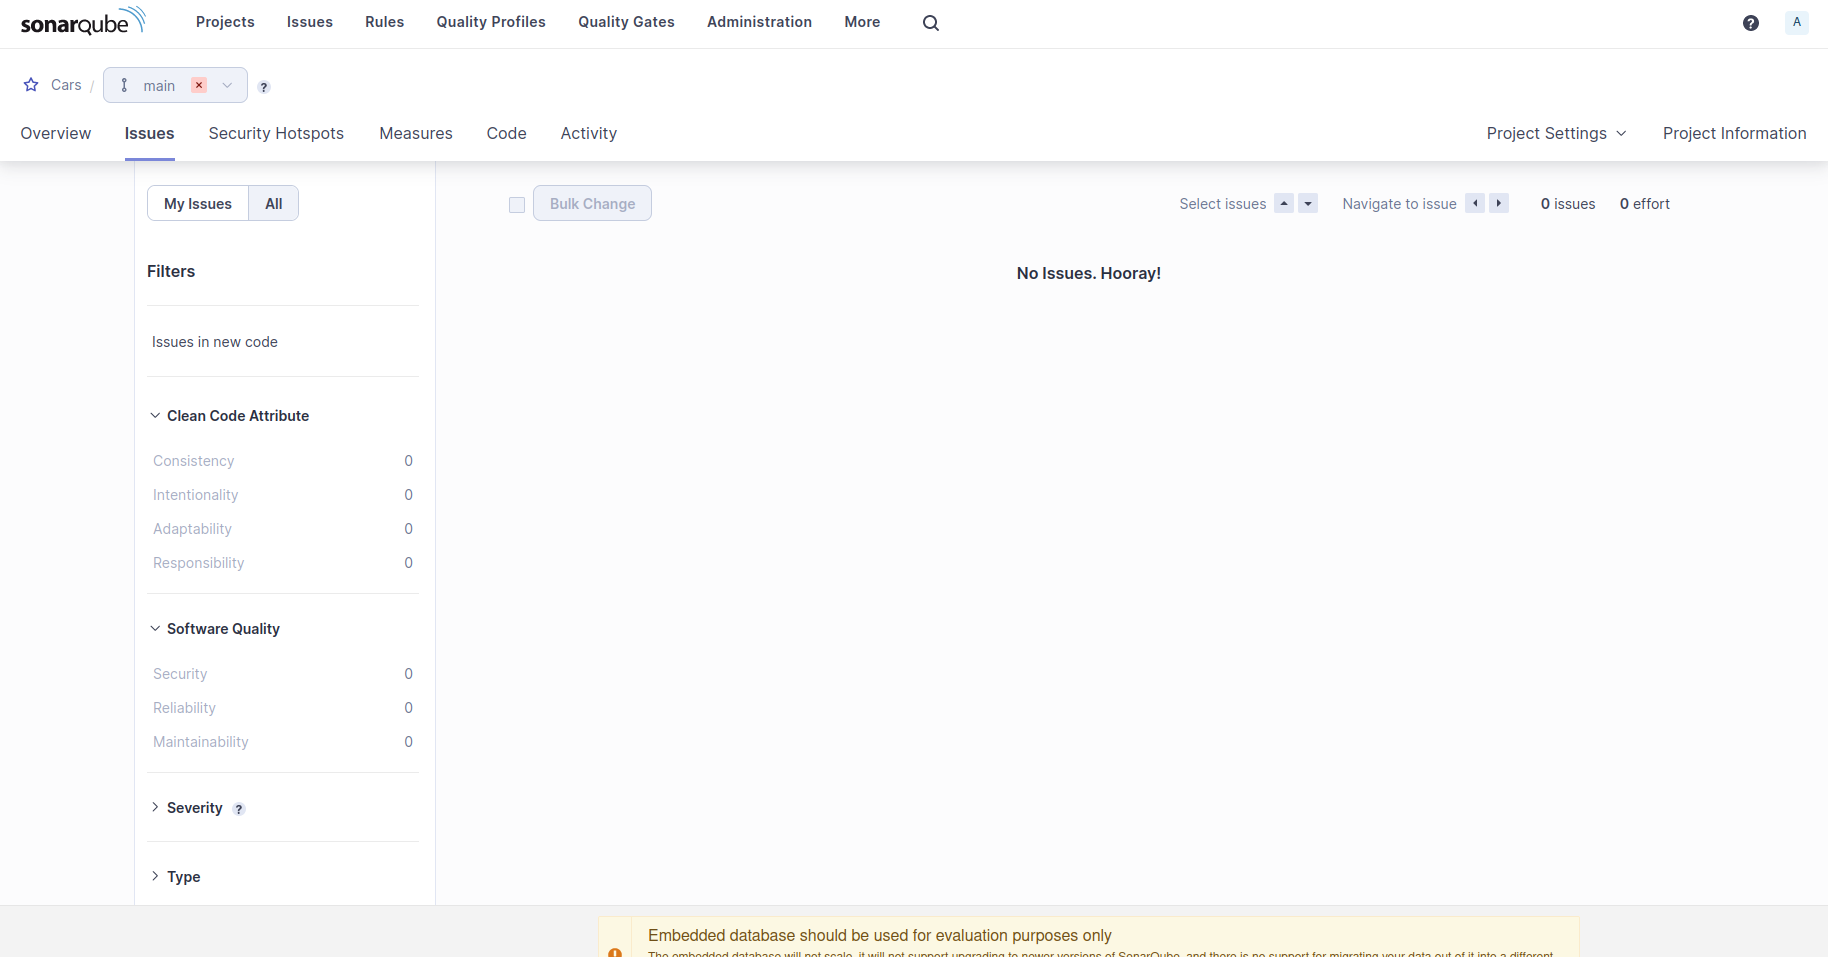 sonarqube Projects Issues Rules Quality Profiles Quality Gates Administration More ? A
Cars / main × ?
Overview Issues Security Hotspots Measures Code Activity Project Settings Project Information
My Issues All Bulk Change Select issues Navigate to issue 0 issues 0 effort
Filters
No Issues. Hooray!
Issues in new code
Clean Code Attribute
Consistency 0
Intentionality 0
Adaptability 0
Responsibility 0
Software Quality
Security 0
Reliability 0
Maintainability 0
Severity ?
Type
Embedded database should be used for evaluation purposes only
The embedded database will not scale, it will not support upgrading to newer versions of SonarQube, and there is no support for migrating your data out of it into a different